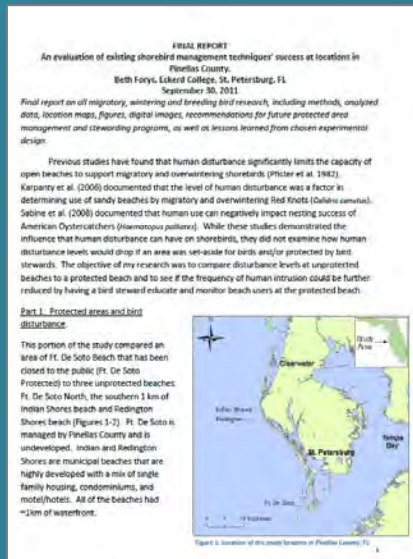 FINAL REPORT
An evaluation of existing shorebird management techniques' success at locations in
Pinellas County.
Beth Forys, Eckerd College, St. Petersburg, FL
September 30, 2011
Final report on all migratory, wintering and breeding bird research, including methods, analyzed
data, location maps, figures, digital images, recommendations for future protected area
management and stewarding programs, as well as lessons learned from chosen experimental
design.
Previous studies have found that human disturbance significantly limits the capacity of
open beaches to support migratory and overwintering shorebirds (Pfister et al. 1982).
Karpanty et al. (2006) documented that the level of human disturbance was a factor in
determining use of sandy beaches by migratory and overwintering Red Knots (Calidris canutus).
Sabine et al. (2008) documented that human use can negatively impact nesting success of
American Oystercatchers (Haematopus palliates). While these studies demonstrated the
influence that human disturbance can have on shorebirds, they did not examine how human
disturbance levels would drop if an area was set-aside for birds and/or protected by bird
stewards. The objective of my research was to compare disturbance levels at unprotected
beaches to a protected beach and to see if the frequency of human intrusion could be further
reduced by having a bird steward educate and monitor beach users at the protected beach.
Part 1. Protected areas and bird
disturbance.
This portion of the study compared an
area of Ft. De Soto Beach that has been
closed to the public (Ft. De Soto
Protected) to three unprotected beaches:
Ft. De Soto North, the southern 1 km of
Indian Shores beach and Redington
Shores beach (Figures 1-2). Ft. De Soto is
managed by Pinellas County and is
undeveloped. Indian and Redington
Shores are municipal beaches that are
highly developed with a mix of single
family housing, condominiums, and
motel/hotels. All of the beaches had
~1km of waterfront.
Study
Area
Clearwater
Indian Shores
Redington
Tampa
Bay
St. Petersburg
Ft. De Soto
Figure 1. Location of the study locations in Pinellas County, FL